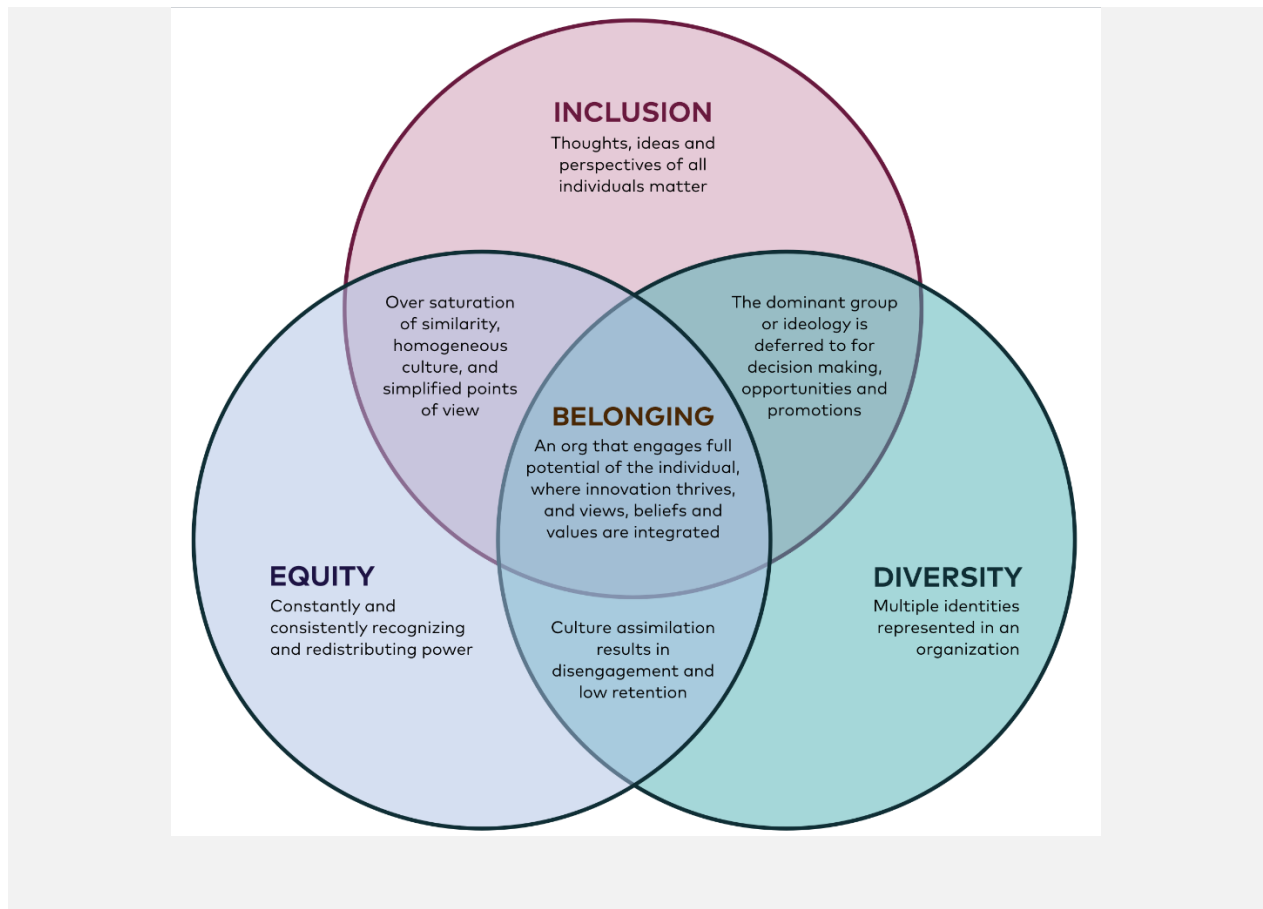 INCLUSION
Thoughts, ideas and
perspectives of all
individuals matter
Over saturation
of similarity,
homogeneous
culture, and
simplified points
of view
The dominant group
or ideology is
deferred to for
decision making,
opportunities and
promotions
BELONGING
An org that engages full
potential of the individual,
where innovation thrives,
and views, beliefs and
values are integrated
EQUITY
Constantly and
consistently recognizing
and redistributing power
DIVERSITY
Multiple identities
represented in an
organization
Culture assimilation
results in
disengagement and
low retention